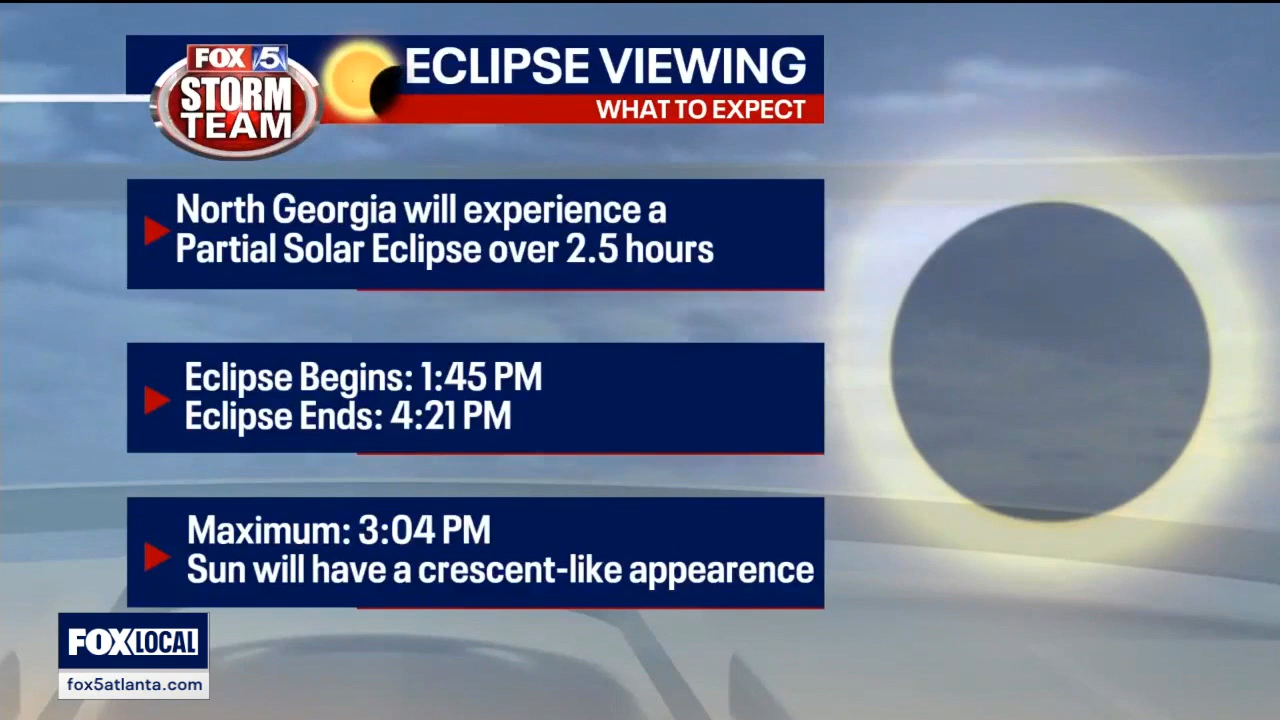 FOX 5
STORM
TEAM
ECLIPSE VIEWING
WHAT TO EXPECT
North Georgia will experience a
Partial Solar Eclipse over 2.5 hours
Eclipse Begins: 1:45 PM
Eclipse Ends: 4:21 PM
Maximum: 3:04 PM
Sun will have a crescent-like appearence
FOX LOCAL
fox5atlanta.com